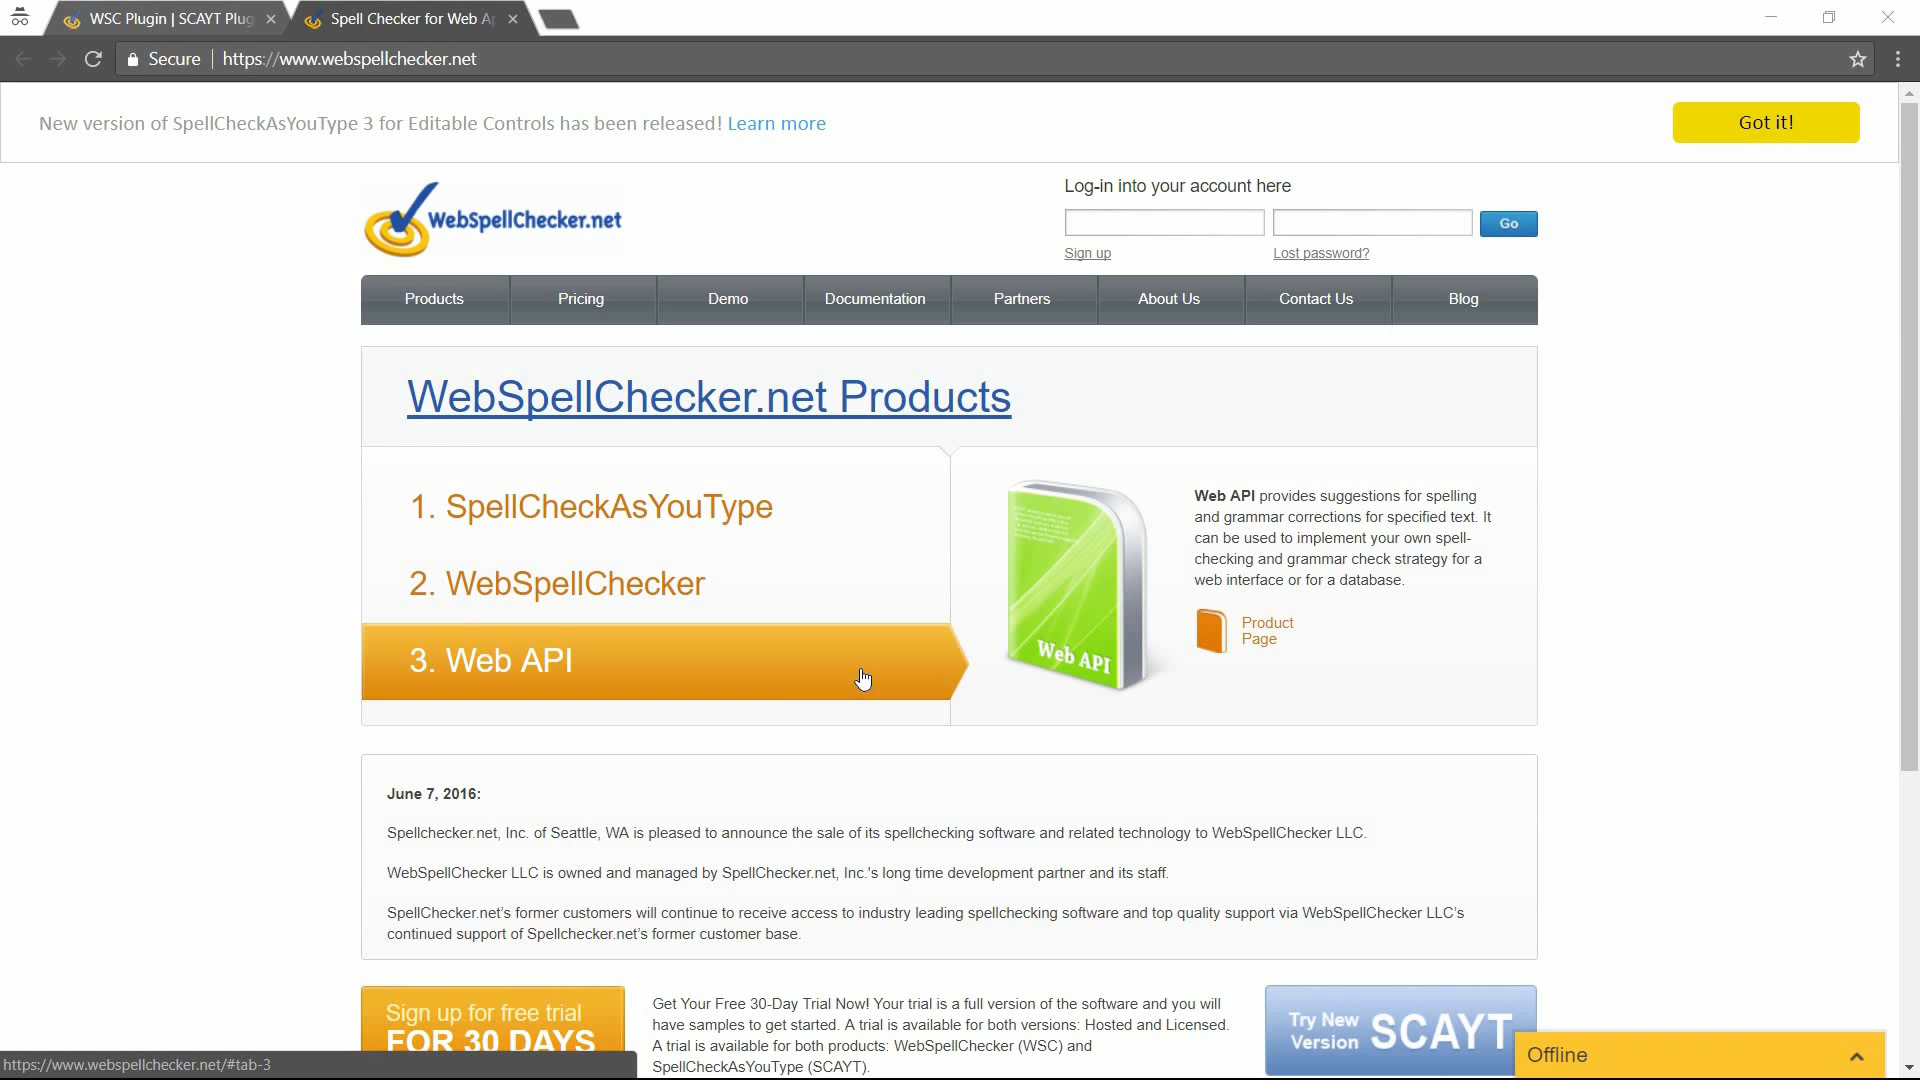 WSC Plugin | SCAYT Plug
Spell Checker for Web Ap
Secure
https://www.webspellchecker.net
New version of SpellCheckAsYouType 3 for Editable Controls has been released! Learn more
Got it!
WebSpellChecker.net
Log-in into your account here
Go
Sign up
Lost password?
Products
Pricing
Demo
Documentation
Partners
About Us
Contact Us
Blog
WebSpellChecker.net Products
1. SpellCheckAsYouType
2. WebSpellChecker
3. Web API
Web API
Web API provides suggestions for spelling
and grammar corrections for specified text. It
can be used to implement your own spell-
checking and grammar check strategy for a
web interface or for a database.
Product
Page
June 7, 2016:
Spellchecker.net, Inc. of Seattle, WA is pleased to announce the sale of its spellchecking software and related technology to WebSpellChecker LLC.
WebSpellChecker LLC is owned and managed by SpellChecker.net, Inc.'s long time development partner and its staff.
SpellChecker.net's former customers will continue to receive access to industry leading spellchecking software and top quality support via WebSpellChecker LLC's
continued support of Spellchecker.net's former customer base.
Sign up for free trial
FOR 30 DAYS
Get Your Free 30-Day Trial Now! Your trial is a full version of the software and you will
have samples to get started. A trial is available for both versions: Hosted and Licensed.
A trial is available for both products: WebSpellChecker (WSC) and
SpellCheckAsYouType (SCAYT).
Try New
Version
SCAYT
Offline
https://www.webspellchecker.net/#tab-3